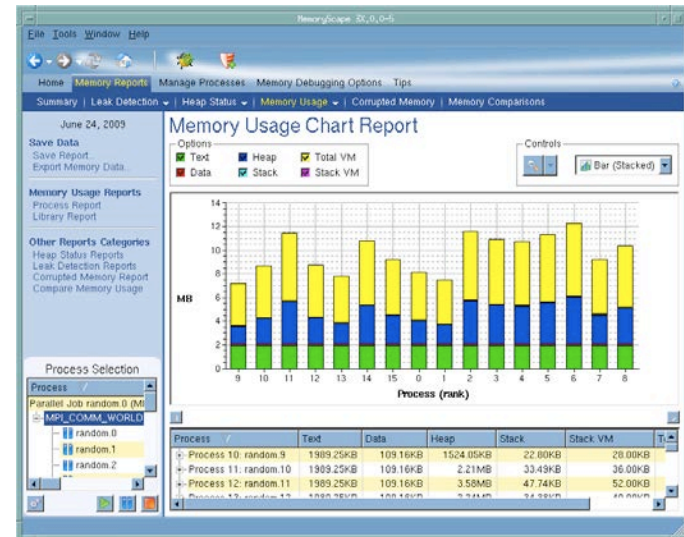 MemoryScape 3X.0.0-5
File Tools Window Help
Home Memory Reports Manage Processes Memory Debugging Options Tips
Summary | Leak Detection | Heap Status | Memory Usage | Corrupted Memory | Memory Comparisons
June 24, 2009
Save Data
Save Report...
Export Memory Data...
Memory Usage Reports
Process Report
Library Report
Other Reports Categories
Heap Status Reports
Leak Detection Reports
Corrupted Memory Report
Compare Memory Usage
Process Selection
Process
Parallel Job random.0 (MI
MPI_COMM_WORLD
random.0
random.1
random.2
Memory Usage Chart Report
Options
Text Heap Total VM
Data Stack Stack VM
Controls
Bar (Stacked)
14
12
10
8
6
4
2
0
MB
9 10 11 12 13 14 15 0 1 2 3 4 5 6 7 8
Process (rank)
Process Text Data Heap Stack Stack VM
Process 10: random.9 1989.25KB 109.16KB 1524.05KB 22.80KB 28.00KB
Process 11: random.10 1989.25KB 109.16KB 2.21MB 33.49KB 36.00KB
Process 12: random.11 1989.25KB 109.16KB 3.58MB 47.74KB 52.00KB